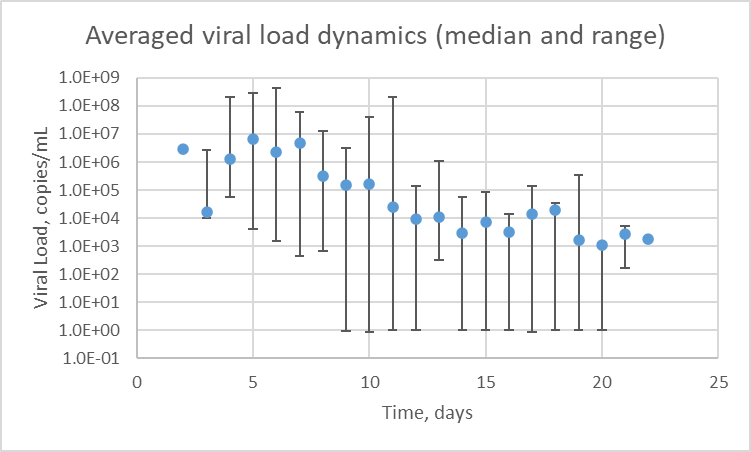 Averaged viral load dynamics (median and range)
Viral Load, copies/mL
1.0E+09
1.0E+08
1.0E+07
1.0E+06
1.0E+05
1.0E+04
1.0E+03
1.0E+02
1.0E+01
1.0E+00
1.0E-01
0 5 10 15 20 25
Time, days